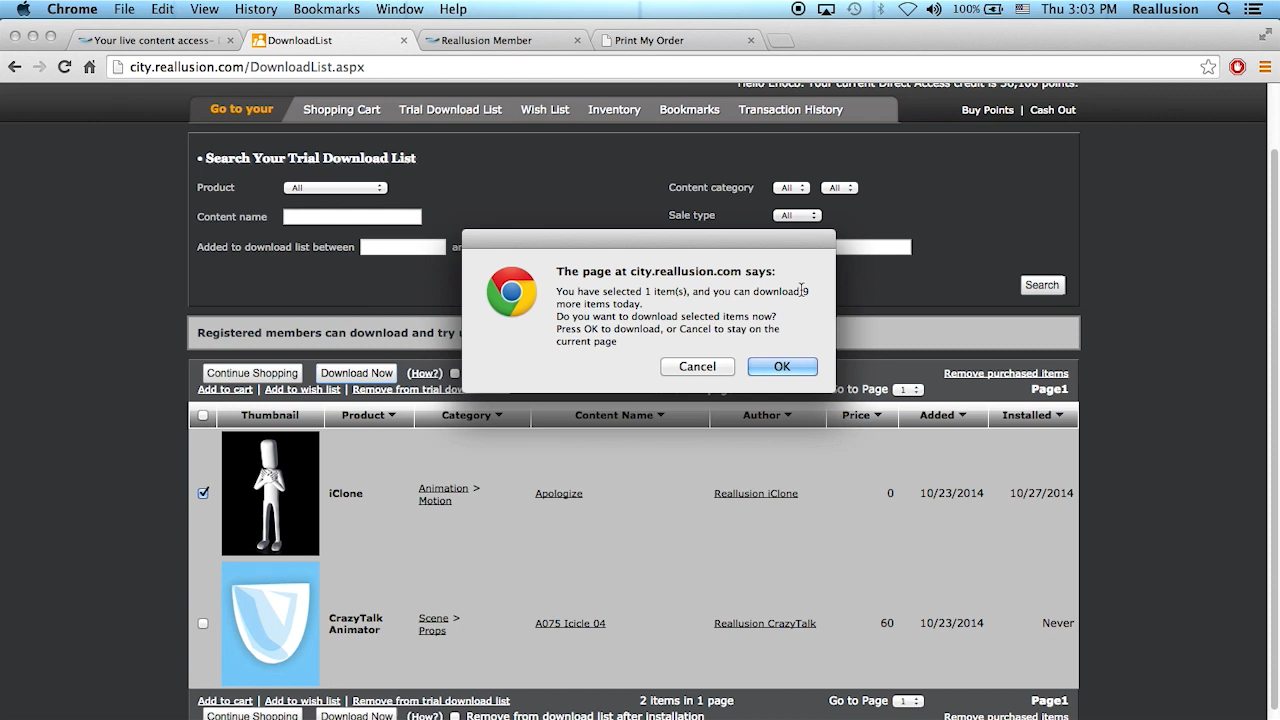 Chrome File Edit View History Bookmarks Window Help 100% Thu 3:03 PM Reallusion
Your live content access– DownloadList Reallusion Member Print My Order
city.reallusion.com/DownloadList.aspx
Go to your Shopping Cart Trial Download List Wish List Inventory Bookmarks Transaction History Buy Points | Cash Out
• Search Your Trial Download List
Product All Content category All All
Content name Sale type All
Added to download list between
The page at city.reallusion.com says:
You have selected 1 item(s), and you can download 9
more items today.
Do you want to download selected items now?
Press OK to download, or Cancel to stay on the
current page
Cancel OK
Search
Registered members can download and try
Continue Shopping Download Now (How?) Remove purchased items
Add to cart | Add to wish list | Remove from trial Go to Page 1 Page1
Thumbnail Product Category Content Name Author Price Added Installed
iClone Animation > Motion Apologize Reallusion iClone 0 10/23/2014 10/27/2014
CrazyTalk Animator Scene > Props A075 Icicle 04 Reallusion CrazyTalk 60 10/23/2014 Never
Add to cart | Add to wish list | Remove from trial download list 2 items in 1 page Go to Page 1 Page1
Continue Shopping Download Now (How?) Remove from download list after installation Remove purchased items